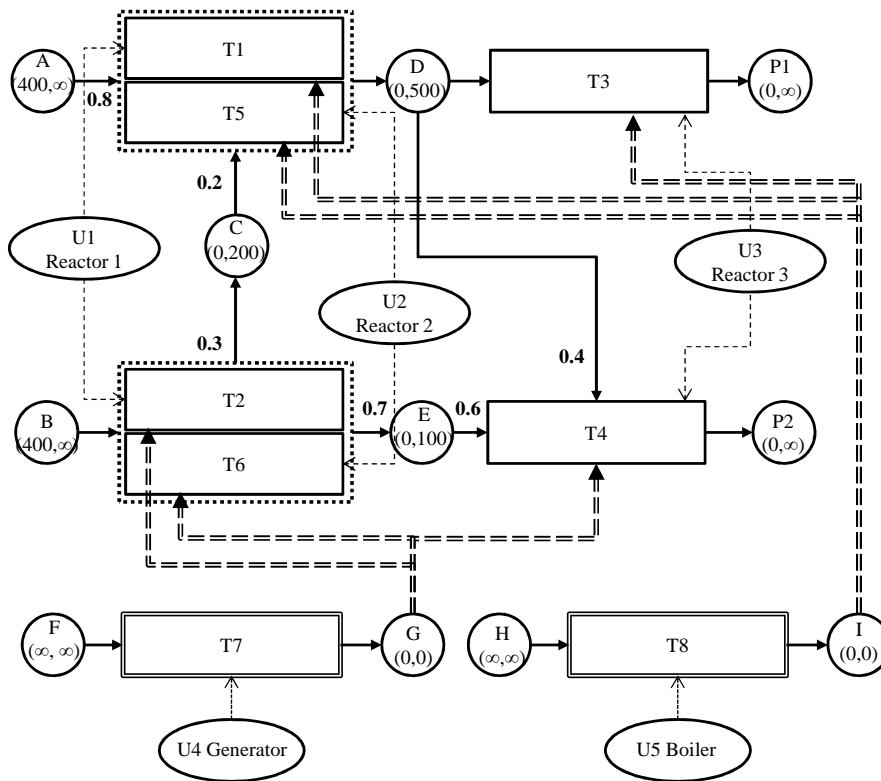 A
(400,∞)
0.8
T1
T5
D
(0,500)
T3
P1
(0,∞)
0.2
U1
Reactor 1
C
(0,200)
U2
Reactor 2
U3
Reactor 3
0.3
0.4
B
(400,∞)
T2
T6
0.7
E
(0,100)
0.6
T4
P2
(0,∞)
F
(∞, ∞)
T7
G
(0,0)
H
(∞,∞)
T8
I
(0,0)
U4 Generator
U5 Boiler